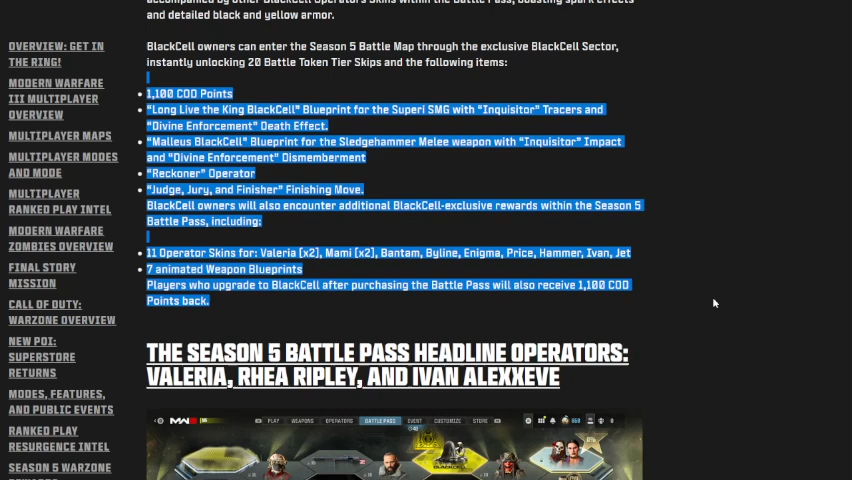 accompanied by other BlackCell Operators Skins within the Battle Pass, boasting spark effects
and detailed black and yellow armor.
BlackCell owners can enter the Season 5 Battle Map through the exclusive BlackCell Sector,
instantly unlocking 20 Battle Token Tier Skips and the following items:
1,100 COD Points
“Long Live the King BlackCell” Blueprint for the Superi SMG with “Inquisitor” Tracers and
“Divine Enforcement” Death Effect.
“Malleus BlackCell” Blueprint for the Sledgehammer Melee weapon with “Inquisitor” Impact
and “Divine Enforcement” Dismemberment
“Reckoner” Operator
“Judge, Jury, and Finisher” Finishing Move.
BlackCell owners will also encounter additional BlackCell-exclusive rewards within the Season 5
Battle Pass, including:
11 Operator Skins for: Valeria [x2], Mami [x2], Bantam, Byline, Enigma, Price, Hammer, Ivan, Jet
7 animated Weapon Blueprints
Players who upgrade to BlackCell after purchasing the Battle Pass will also receive 1,100 COD
Points back.
THE SEASON 5 BATTLE PASS HEADLINE OPERATORS:
VALERIA, RHEA RIPLEY, AND IVAN ALEXXEVE
OVERVIEW: GET IN
THE RING!
MODERN WARFARE
III MULTIPLAYER
OVERVIEW
MULTIPLAYER MAPS
MULTIPLAYER MODES
AND MODE
MULTIPLAYER
RANKED PLAY INTEL
MODERN WARFARE
ZOMBIES OVERVIEW
FINAL STORY
MISSION
CALL OF DUTY:
WARZONE OVERVIEW
NEW POI:
SUPERSTORE
RETURNS
MODES, FEATURES,
AND PUBLIC EVENTS
RANKED PLAY
RESURGENCE INTEL
SEASON 5 WARZONE
PLAY WEAPONS OPERATORS BATTLE PASS EVENT CUSTOMIZE STORE